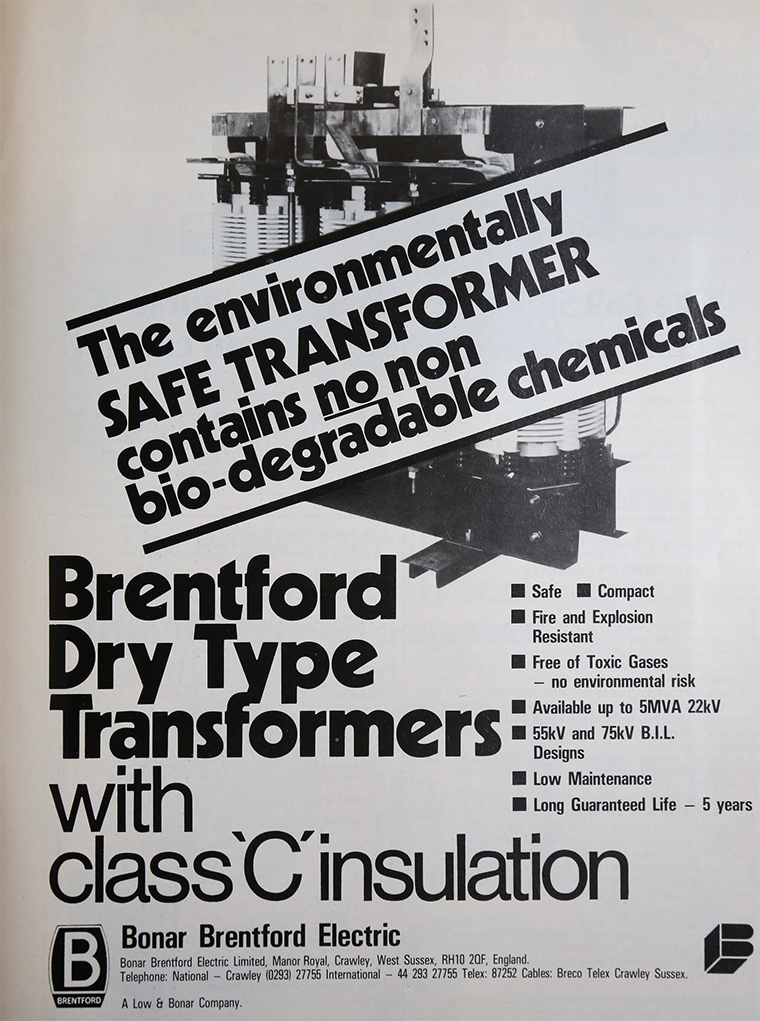 The environmentally
SAFE TRANSFORMER
contains no non
bio-degradable chemicals
Brentford
Dry Type
Transformers
with
class ‵C′ insulation
Safe Compact
Fire and Explosion
Resistant
Free of Toxic Gases
– no environmental risk
Available up to 5MVA 22kV
55kV and 75kV B.I.L.
Designs
Low Maintenance
Long Guaranteed Life – 5 years
B
BRENTFORD
Bonar Brentford Electric
Bonar Brentford Electric Limited, Manor Royal, Crawley, West Sussex, RH10 2QF, England.
Telephone: National – Crawley (0293) 27755 International – 44 293 27755 Telex: 87252 Cables: Breco Telex Crawley Sussex.
A Low & Bonar Company.